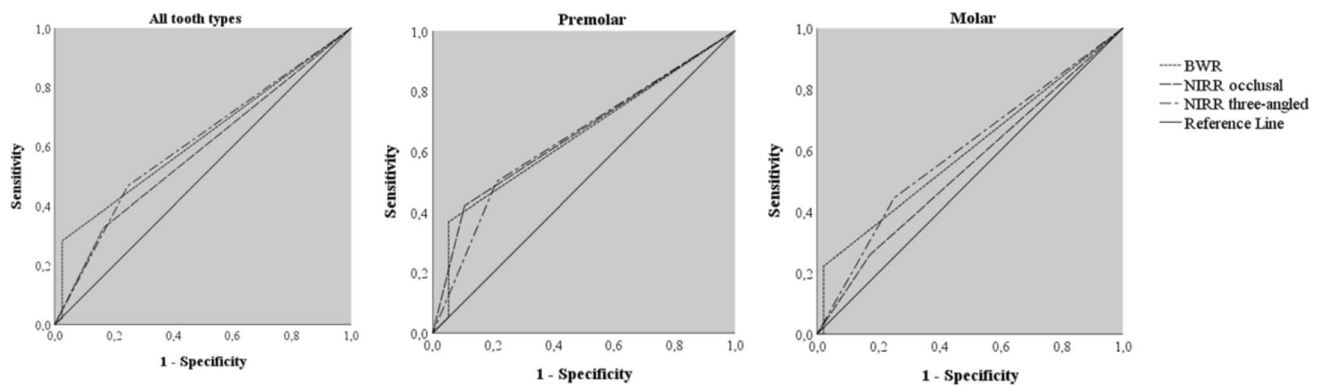 All tooth types
1,0
0,8
0,6
0,4
0,2
0,0
Sensitivity
0,0 0,2 0,4 0,6 0,8 1,0
1 - Specificity
Premolar
1,0
0,8
0,6
0,4
0,2
0,0
Sensitivity
0,0 0,2 0,4 0,6 0,8 1,0
1 - Specificity
Molar
1,0
0,8
0,6
0,4
0,2
0,0
Sensitivity
0,0 0,2 0,4 0,6 0,8 1,0
1 - Specificity
BWR
NIRR occlusal
NIRR three-angled
Reference Line